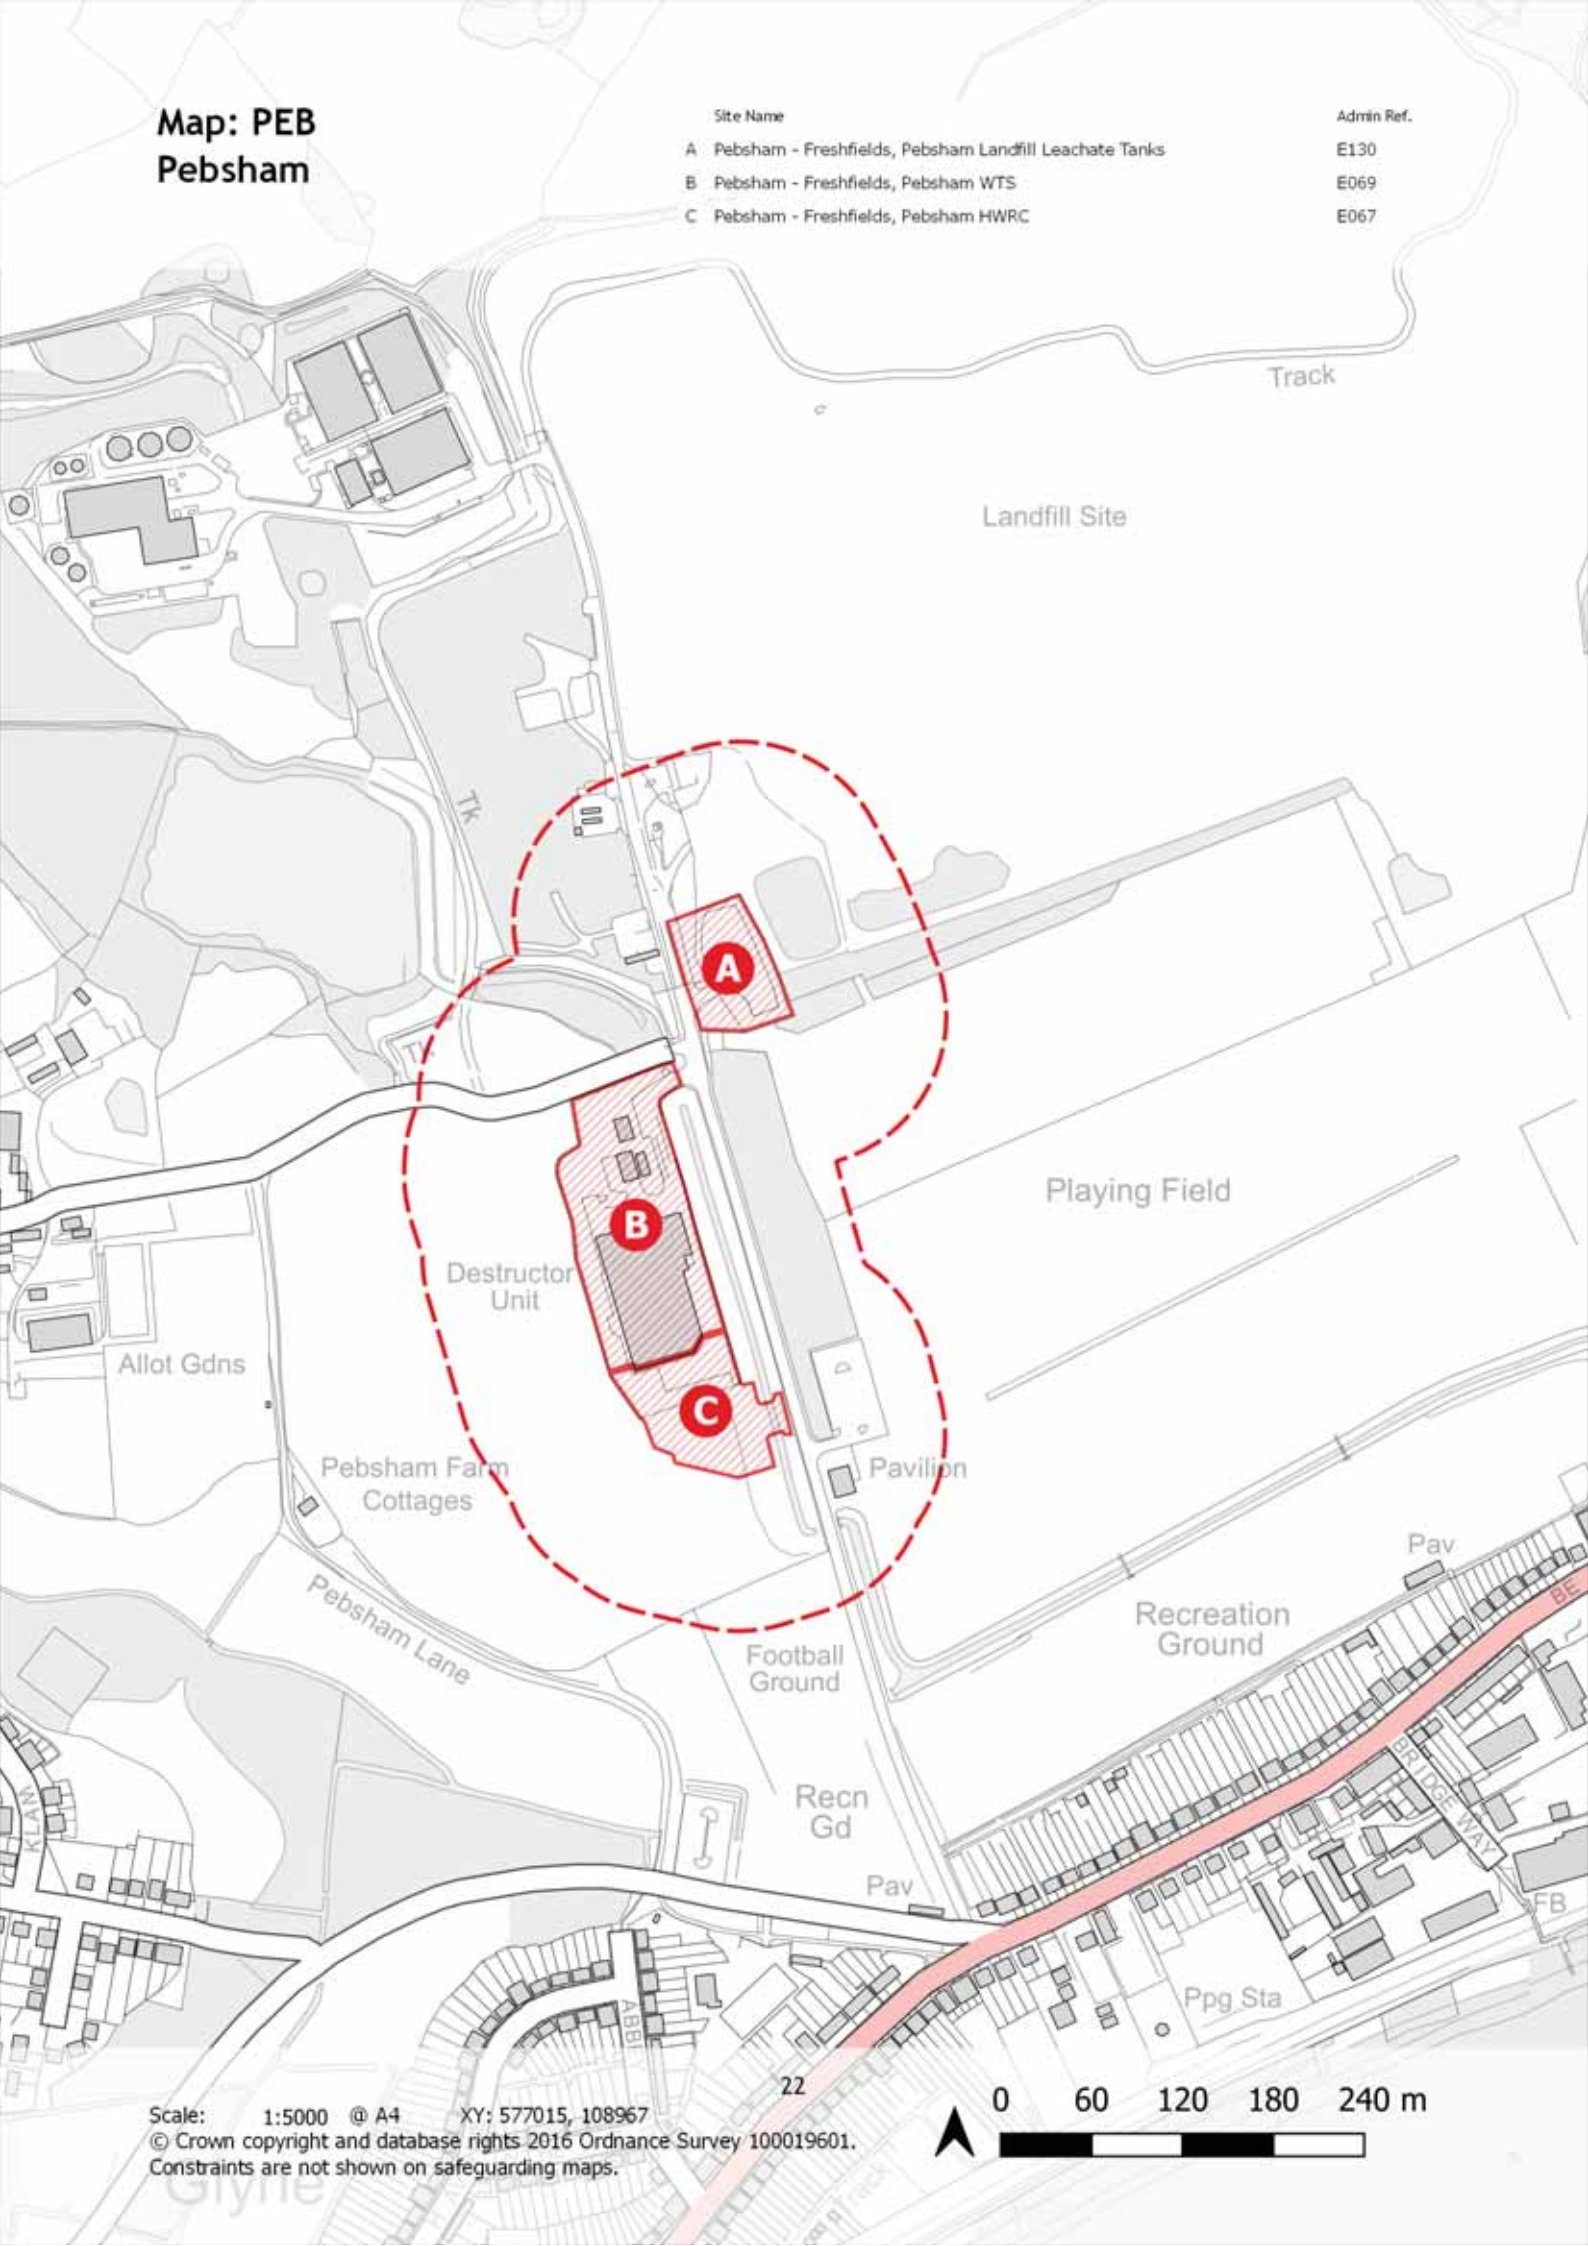 Map: PEB
Pebsham
Site Name Admin Ref.
A Pebsham - Freshfields, Pebsham Landfill Leachate Tanks E130
B Pebsham - Freshfields, Pebsham WTS E069
C Pebsham - Freshfields, Pebsham HWRC E067
Track
Landfill Site
Tk
A
Tk
Playing Field
B
Destructor
Unit
Allot Gdns
C
Pebsham Farm
Cottages
Pavilion
Pav
Pebsham Lane
Recreation
Ground
BE
Football
Ground
BRIDGE WAY
Recn
Gd
KLAN
Pav
FB
Ppg Sta
22
0 60 120 180 240 m
Scale: 1:5000 @ A4 XY: 577015, 108967
© Crown copyright and database rights 2016 Ordnance Survey 100019601.
Constraints are not shown on safeguarding maps.
Glyne